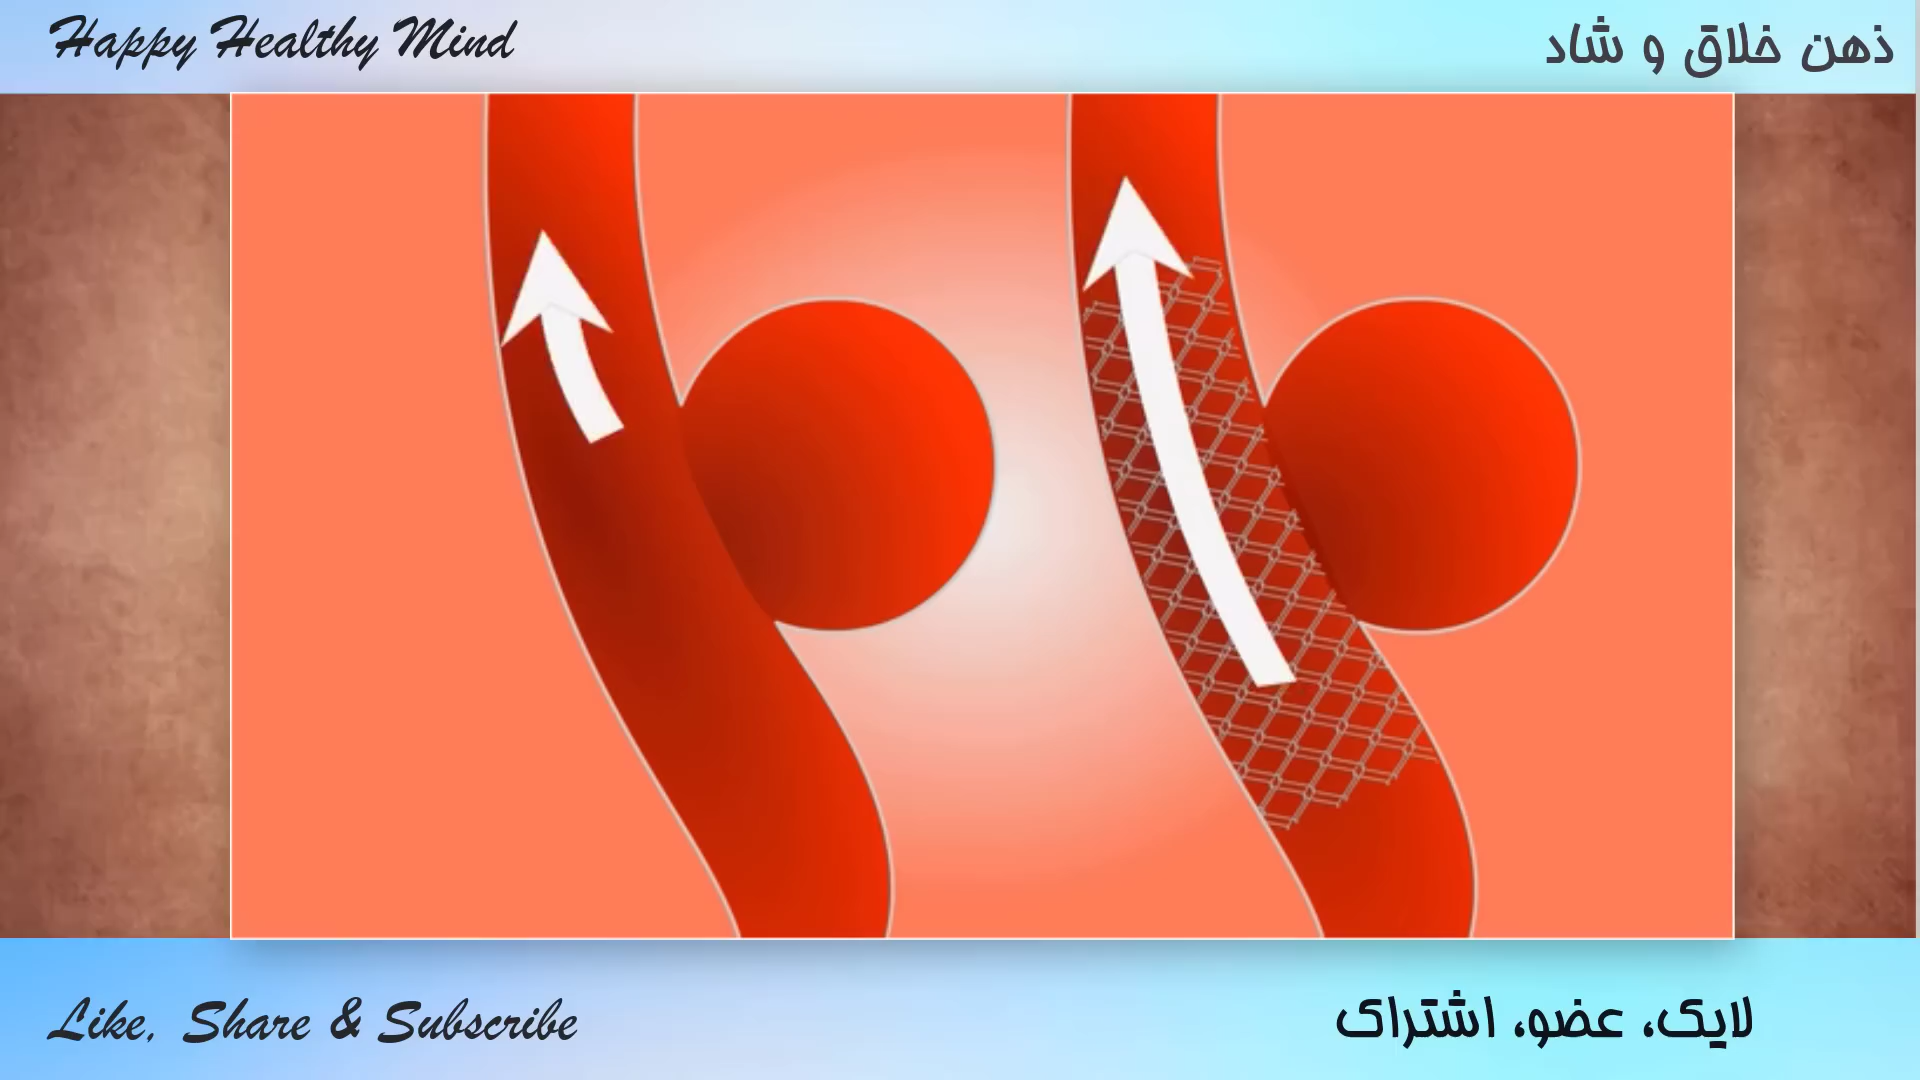 Happy Healthy Mind
ذهن خلاق و شاد
Like, Share & Subscribe
لایک، عضو، اشتراک